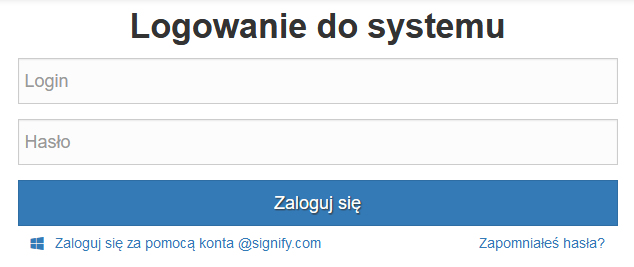 Logowanie do systemu
Login
Hasło
Zaloguj się
Zaloguj się za pomocą konta @signify.com Zapomniałeś hasła?